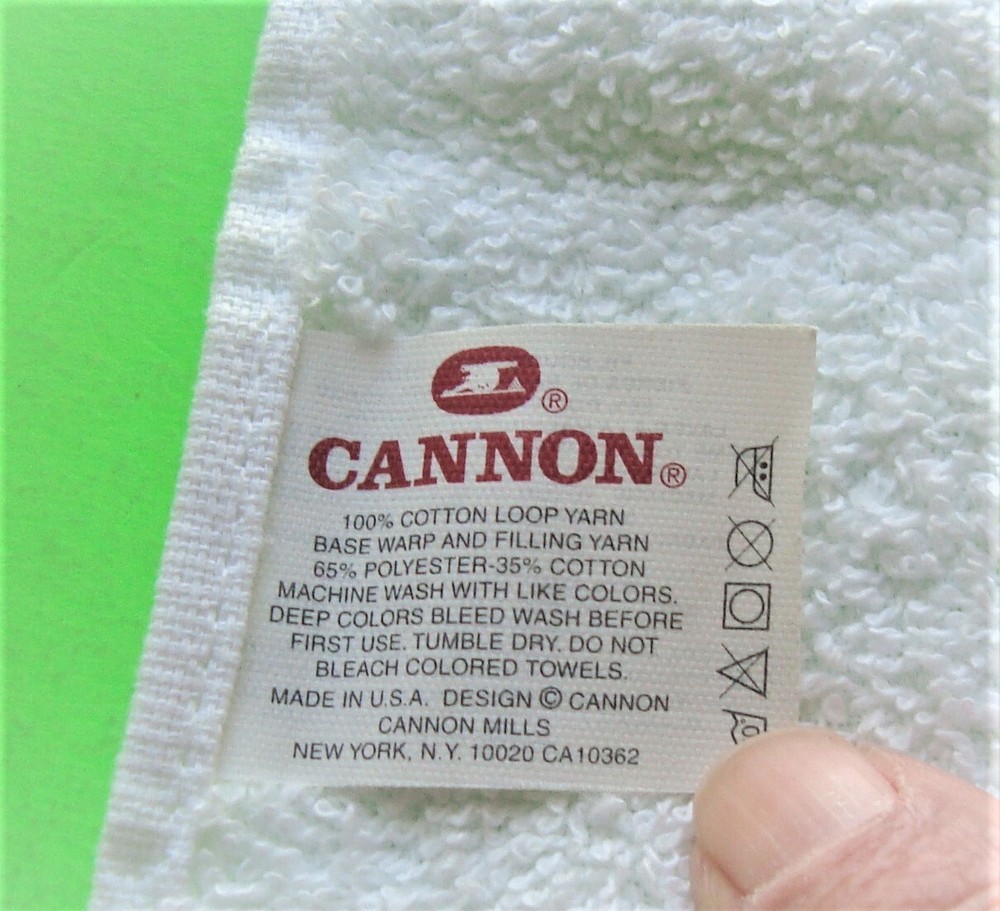 ®
CANNON®
100% COTTON LOOP YARN
BASE WARP AND FILLING YARN
65% POLYESTER-35% COTTON
MACHINE WASH WITH LIKE COLORS.
DEEP COLORS BLEED WASH BEFORE
FIRST USE. TUMBLE DRY. DO NOT
BLEACH COLORED TOWELS.
MADE IN U.S.A. DESIGN © CANNON
CANNON MILLS
NEW YORK, N.Y. 10020 CA10362